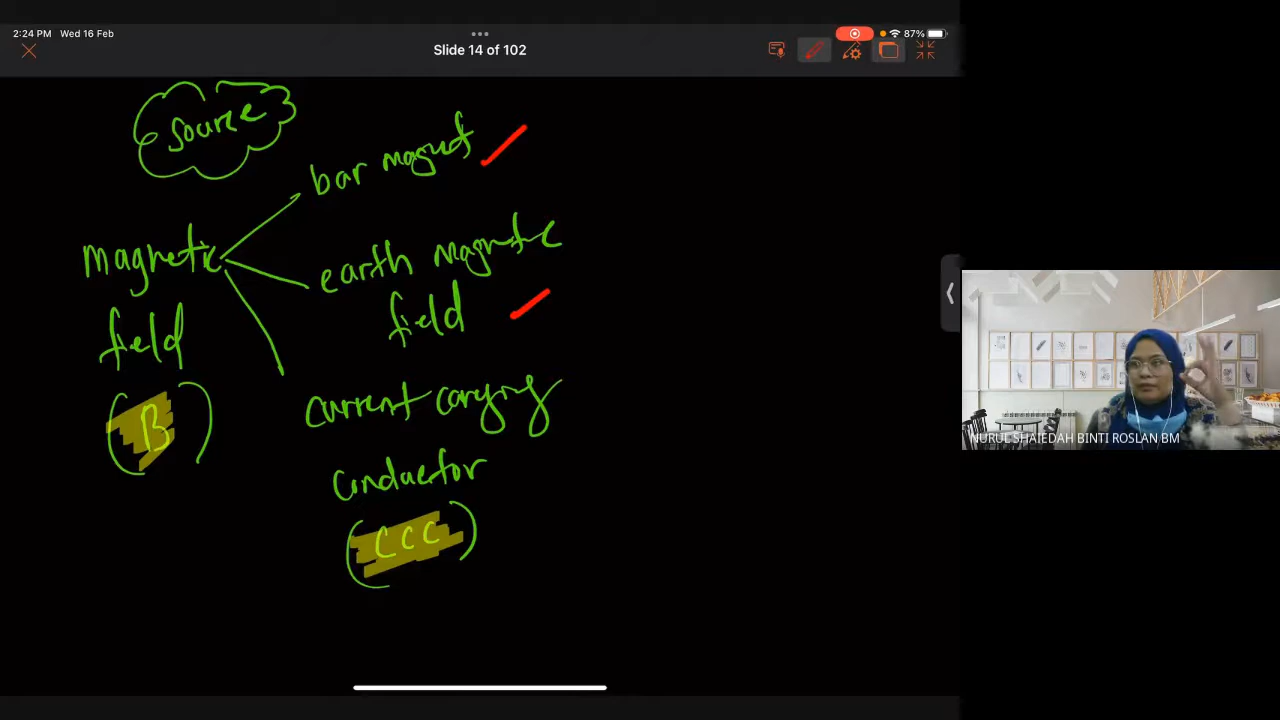 2:24 PM Wed 16 Feb
87%
Slide 14 of 102
source
bar magnet
magnetic
field
(B)
earth magnetic
field
current carrying
conductor
(CCC)
NURUL SHAIEDAH BINTI ROSLAN BM